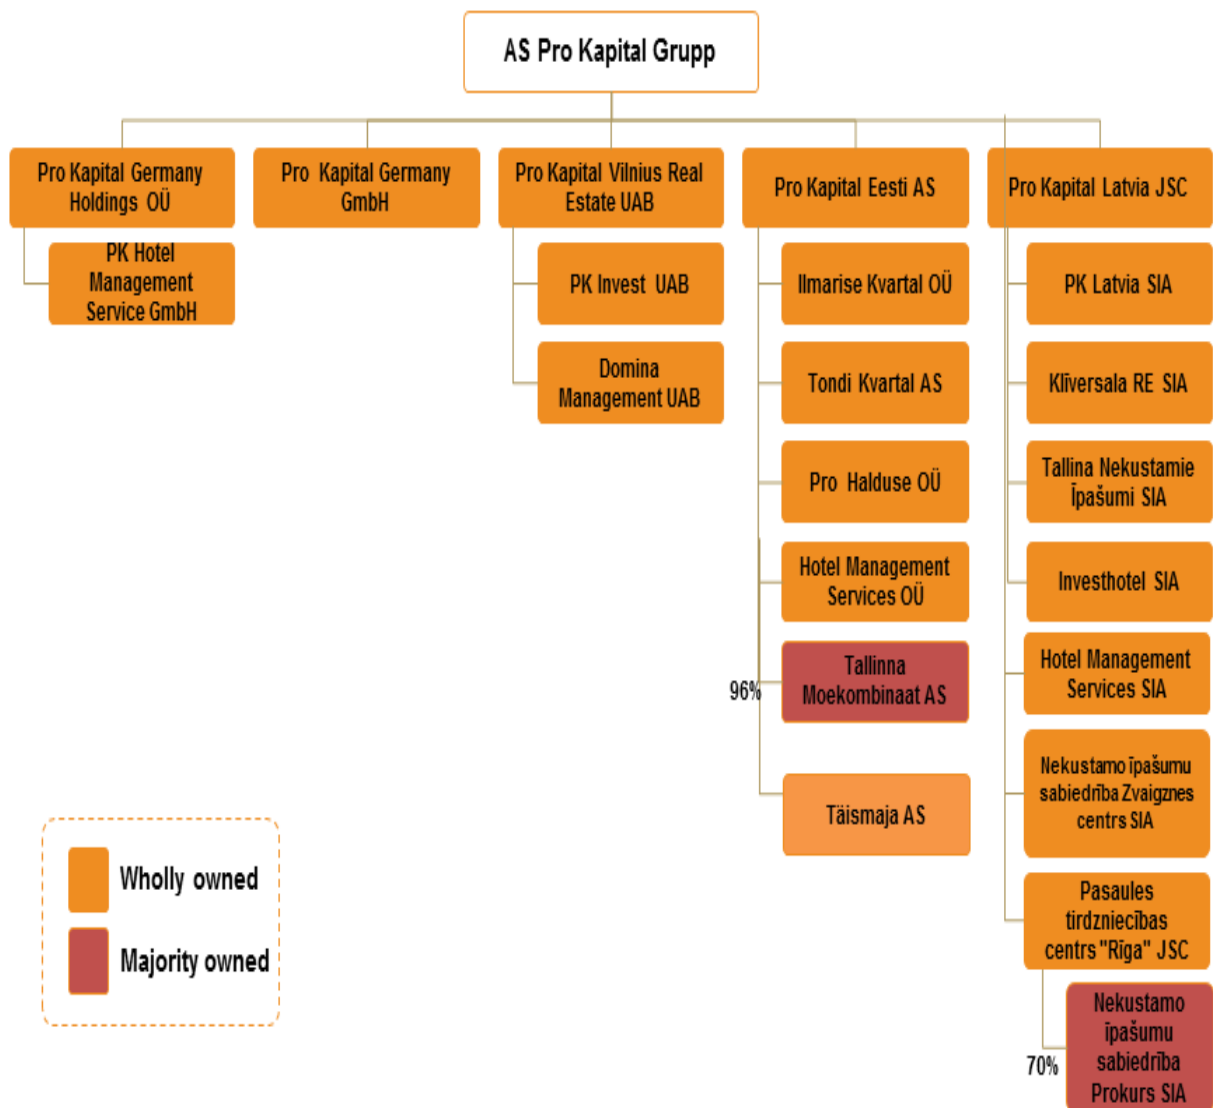 AS Pro Kapital Grupp
Pro Kapital Germany
Holdings OÜ
PK Hotel
Management
Service GmbH
Pro Kapital Germany
GmbH
Pro Kapital Vilnius Real
Estate UAB
PK Invest UAB
Domina
Management UAB
Pro Kapital Eesti AS
Ilmarise Kvartal OÜ
Tondi Kvartal AS
Pro Halduse OÜ
Hotel Management
Services OÜ
96%
Tallinna
Moekombinaat AS
Täismaja AS
Pro Kapital Latvia JSC
PK Latvia SIA
Klīversala RE SIA
Tallina Nekustamie
Īpašumi SIA
Investhotel SIA
Hotel Management
Services SIA
Nekustamo īpašumu
sabiedrība Zvaigznes
centrs SIA
Pasaules
tirdzniecības
centrs "Rīga" JSC
70%
Nekustamo
īpašumu
sabiedrība
Prokurs SIA
Wholly owned
Majority owned